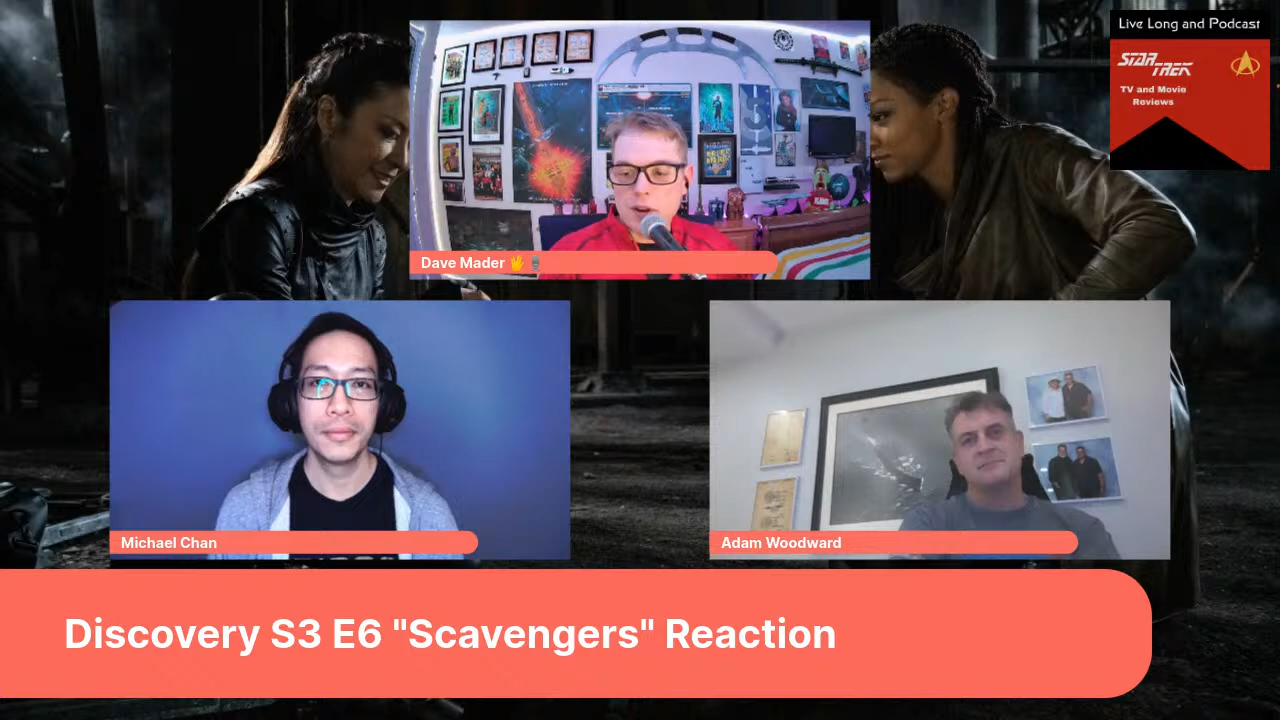 Live Long and Podcast
STAR TREK
TV and Movie
Reviews
Dave Mader 🖖🎙️
Michael Chan
Adam Woodward
Discovery S3 E6 "Scavengers" Reaction